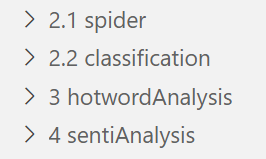 2.1 spider
2.2 classification
3 hotwordAnalysis
4 sentiAnalysis